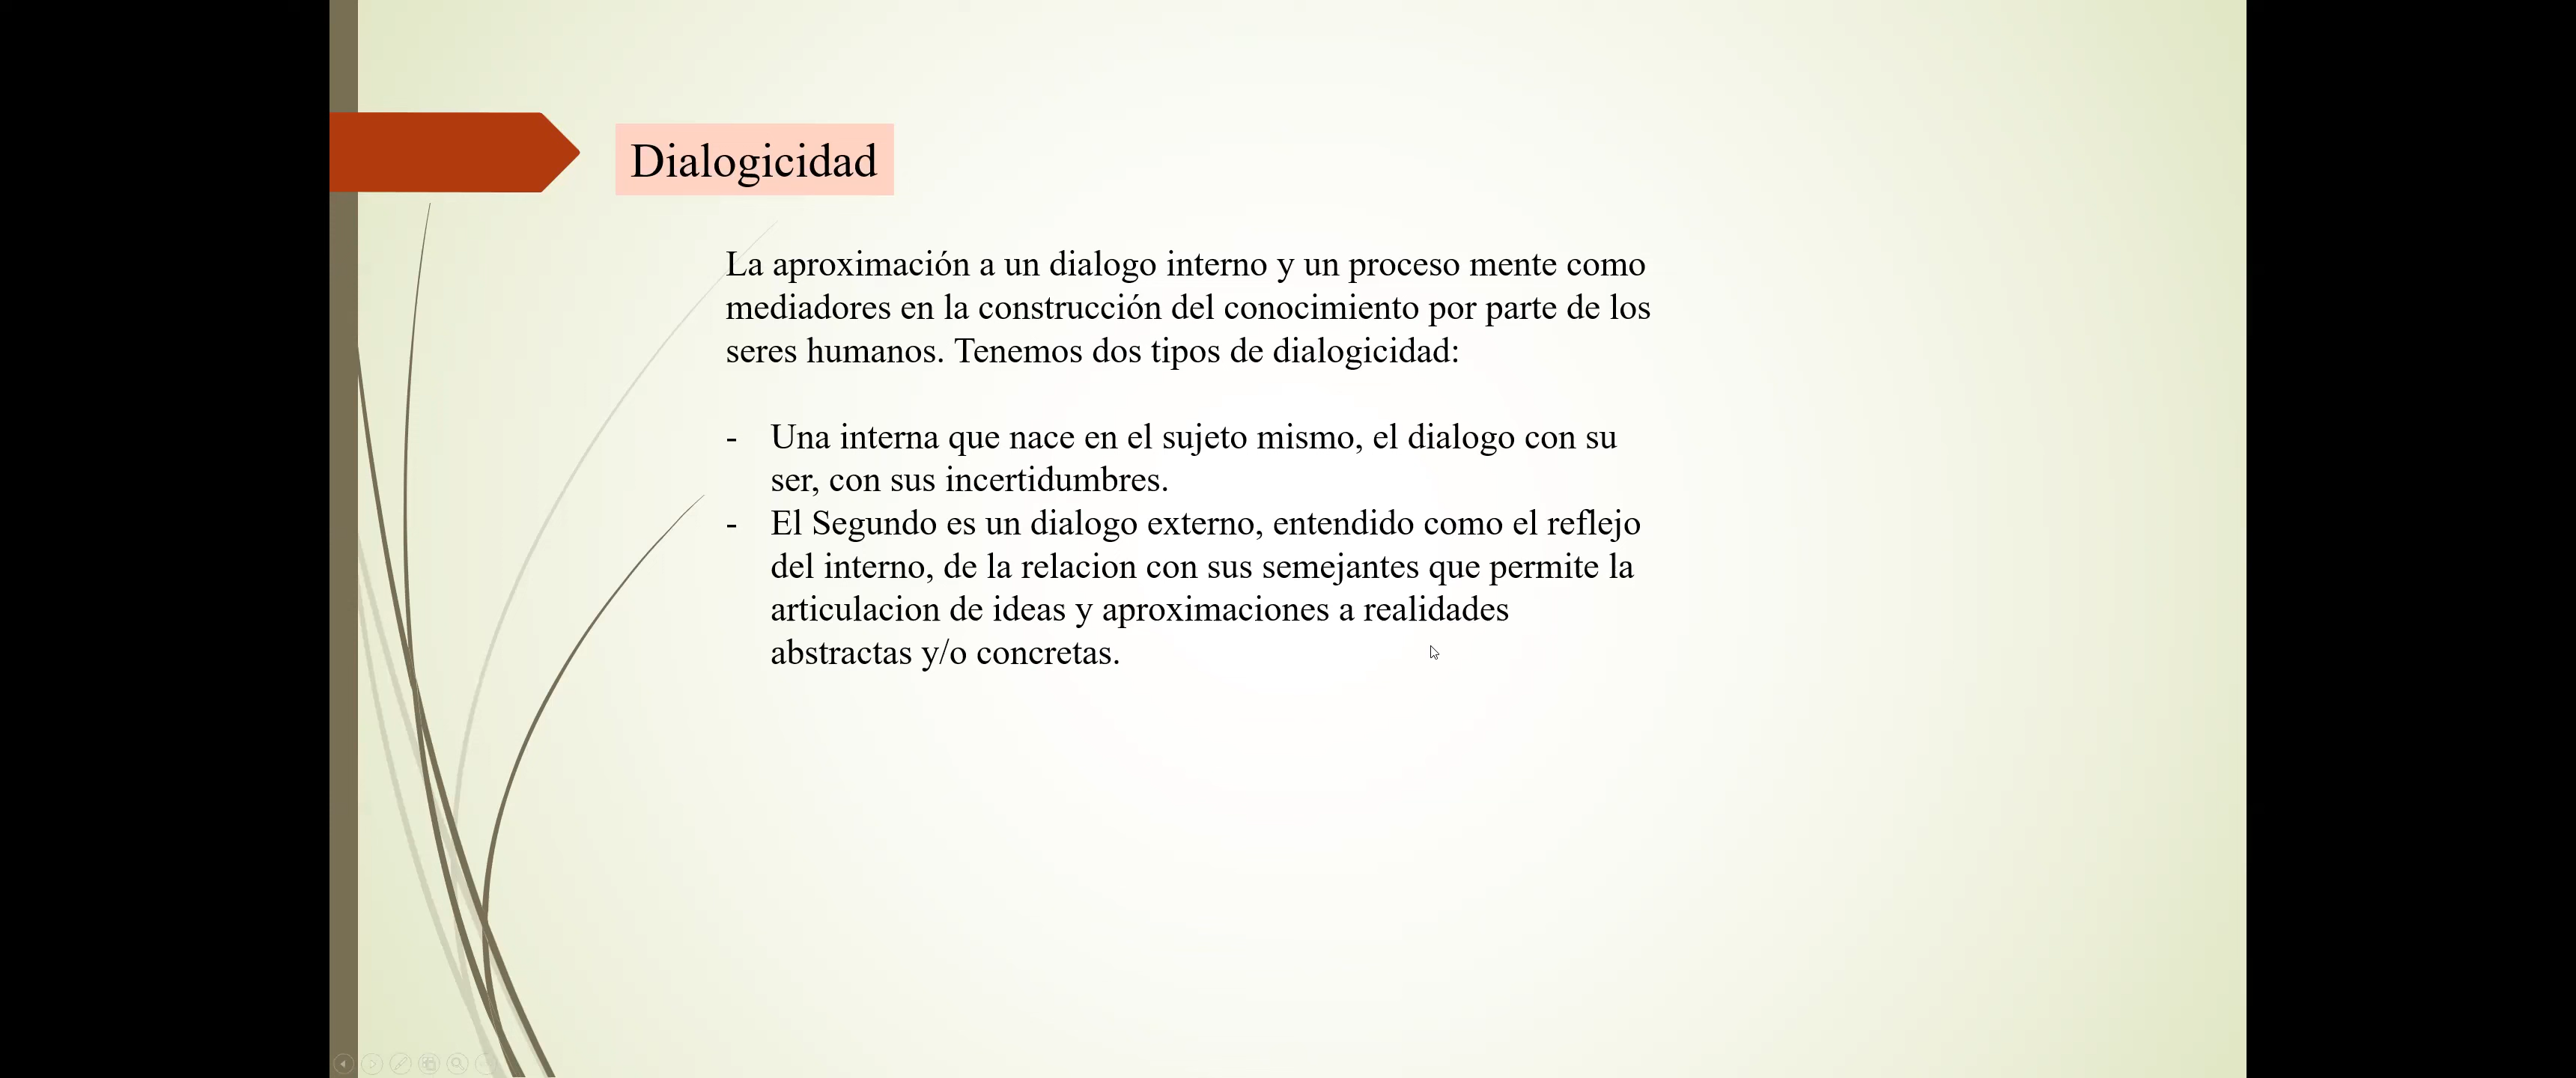 Dialogicidad
La aproximación a un dialogo interno y un proceso mente como
mediadores en la construcción del conocimiento por parte de los
seres humanos. Tenemos dos tipos de dialogicidad:
- Una interna que nace en el sujeto mismo, el dialogo con su
ser, con sus incertidumbres.
- El Segundo es un dialogo externo, entendido como el reflejo
del interno, de la relacion con sus semejantes que permite la
articulacion de ideas y aproximaciones a realidades
abstractas y/o concretas.